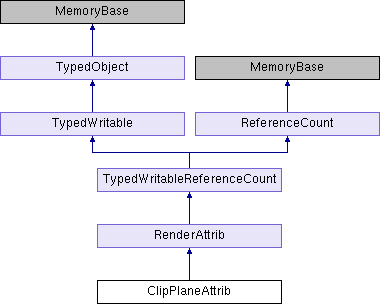 MemoryBase
TypedObject
MemoryBase
TypedWritable
ReferenceCount
TypedWritableReferenceCount
RenderAttrib
ClipPlaneAttrib